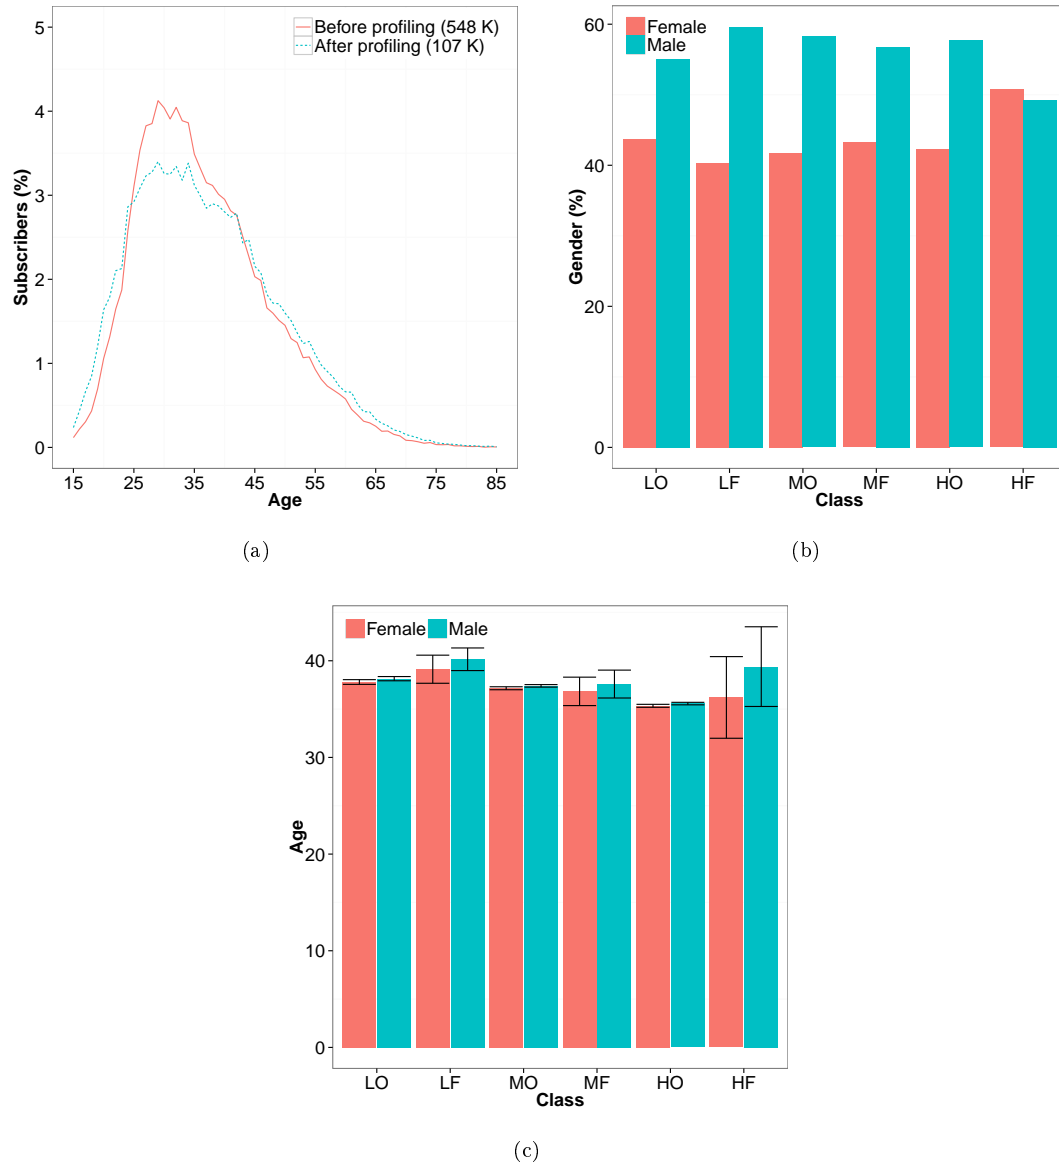 5
4
3
2
1
0
Subscribers (%)
Before profiling (548 K)
After profiling (107 K)
15 25 35 45 55 65 75 85
Age
(a)
60
40
20
0
Gender (%)
Female
Male
LO LF MO MF HO HF
Class
(b)
40
30
20
10
0
Age
Female Male
LO LF MO MF HO HF
Class
(c)